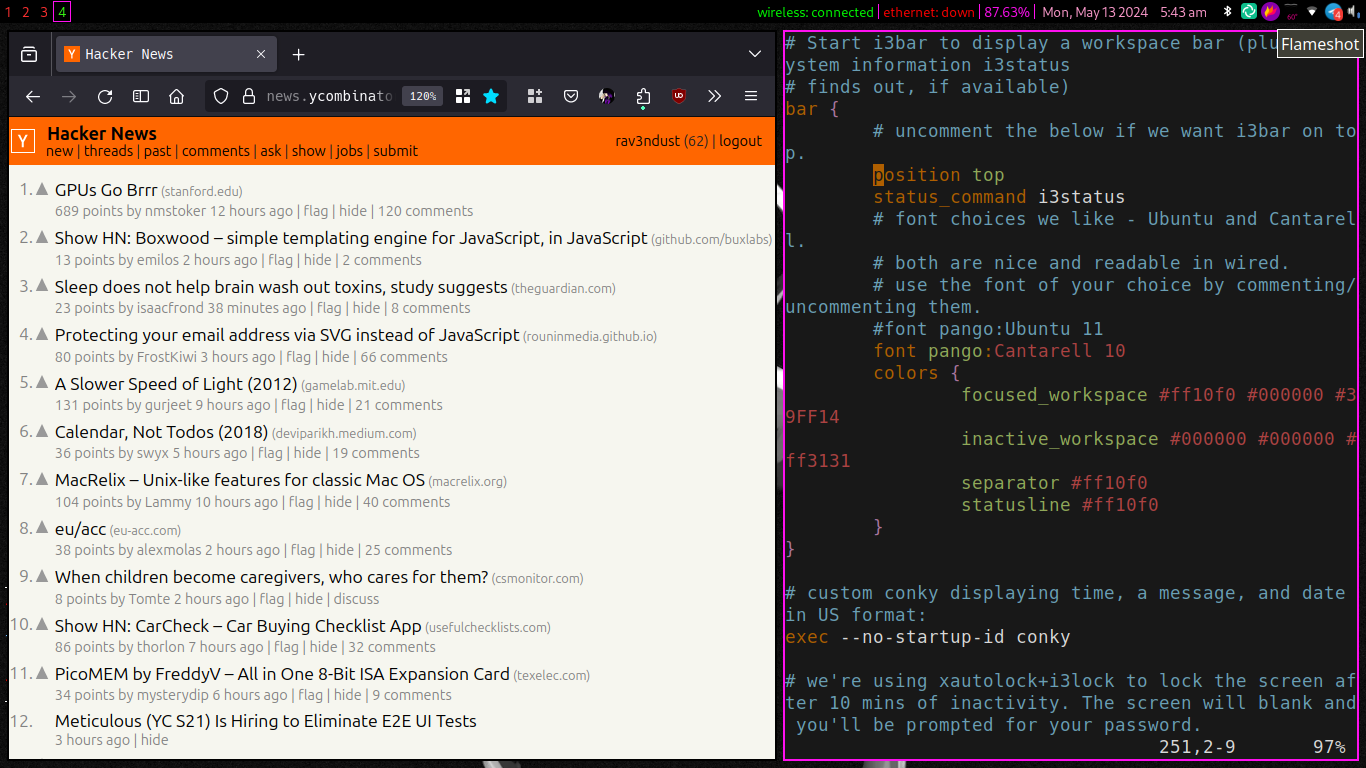 1 2 3 4
wireless: connected ethernet: down 87.63% Mon, May 13 2024 5:43 am
Flameshot
Hacker News
news.ycombinato 120%
Y Hacker News
new | threads | past | comments | ask | show | jobs | submit
rav3ndust (62) | logout
1. GPUs Go Brrr (stanford.edu)
689 points by nmstoker 12 hours ago | flag | hide | 120 comments
2. Show HN: Boxwood – simple templating engine for JavaScript, in JavaScript (github.com/buxlabs)
13 points by emilos 2 hours ago | flag | hide | 2 comments
3. Sleep does not help brain wash out toxins, study suggests (theguardian.com)
23 points by isaacfrond 38 minutes ago | flag | hide | 8 comments
4. Protecting your email address via SVG instead of JavaScript (rouninmedia.github.io)
80 points by FrostKiwi 3 hours ago | flag | hide | 66 comments
5. A Slower Speed of Light (2012) (gamelab.mit.edu)
131 points by gurjeet 9 hours ago | flag | hide | 21 comments
6. Calendar, Not Todos (2018) (deviparikh.medium.com)
36 points by swyx 5 hours ago | flag | hide | 19 comments
7. MacRelix – Unix-like features for classic Mac OS (macrelix.org)
104 points by Lammy 10 hours ago | flag | hide | 40 comments
8. eu/acc (eu-acc.com)
38 points by alexmolas 2 hours ago | flag | hide | 25 comments
9. When children become caregivers, who cares for them? (csmonitor.com)
8 points by Tomte 2 hours ago | flag | hide | discuss
10. Show HN: CarCheck – Car Buying Checklist App (usefulchecklists.com)
86 points by thorlon 7 hours ago | flag | hide | 32 comments
11. PicoMEM by FreddyV – All in One 8-Bit ISA Expansion Card (texelec.com)
34 points by mysterydip 6 hours ago | flag | hide | 9 comments
12. Meticulous (YC S21) Is Hiring to Eliminate E2E UI Tests
3 hours ago | hide
# Start i3bar to display a workspace bar (plu
ystem information i3status
# finds out, if available)
bar {
# uncomment the below if we want i3bar on to
p.
position top
status_command i3status
# font choices we like - Ubuntu and Cantarel
l.
# both are nice and readable in wired.
# use the font of your choice by commenting/
uncommenting them.
#font pango:Ubuntu 11
font pango:Cantarell 10
colors {
focused_workspace #ff10f0 #000000 #3
9FF14
inactive_workspace #000000 #000000 #
ff3131
separator #ff10f0
statusline #ff10f0
}
}
# custom conky displaying time, a message, and date
in US format:
exec --no-startup-id conky
# we're using xautolock+i3lock to lock the screen af
ter 10 mins of inactivity. The screen will blank and
you'll be prompted for your password.
251,2-9 97%